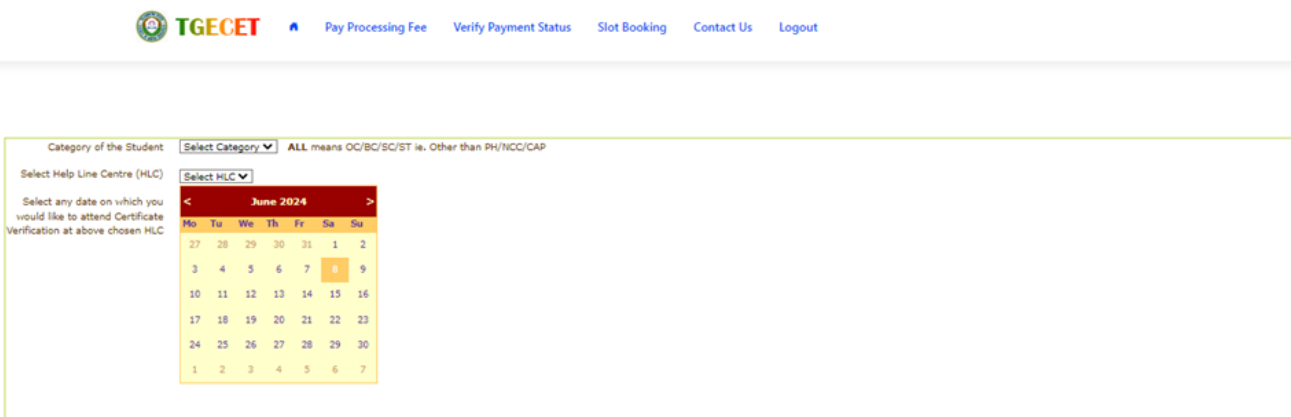 TGECET Pay Processing Fee Verify Payment Status Slot Booking Contact Us Logout
Category of the Student Select Category ALL means OC/BC/SC/ST ie. Other than PH/NCC/CAP
Select Help Line Centre (HLC) Select HLC
Select any date on which you
would like to attend Certificate
Verification at above chosen HLC
< June 2024 >
Mo Tu We Th Fr Sa Su
27 28 29 30 31 1 2
3 4 5 6 7 8 9
10 11 12 13 14 15 16
17 18 19 20 21 22 23
24 25 26 27 28 29 30
1 2 3 4 5 6 7